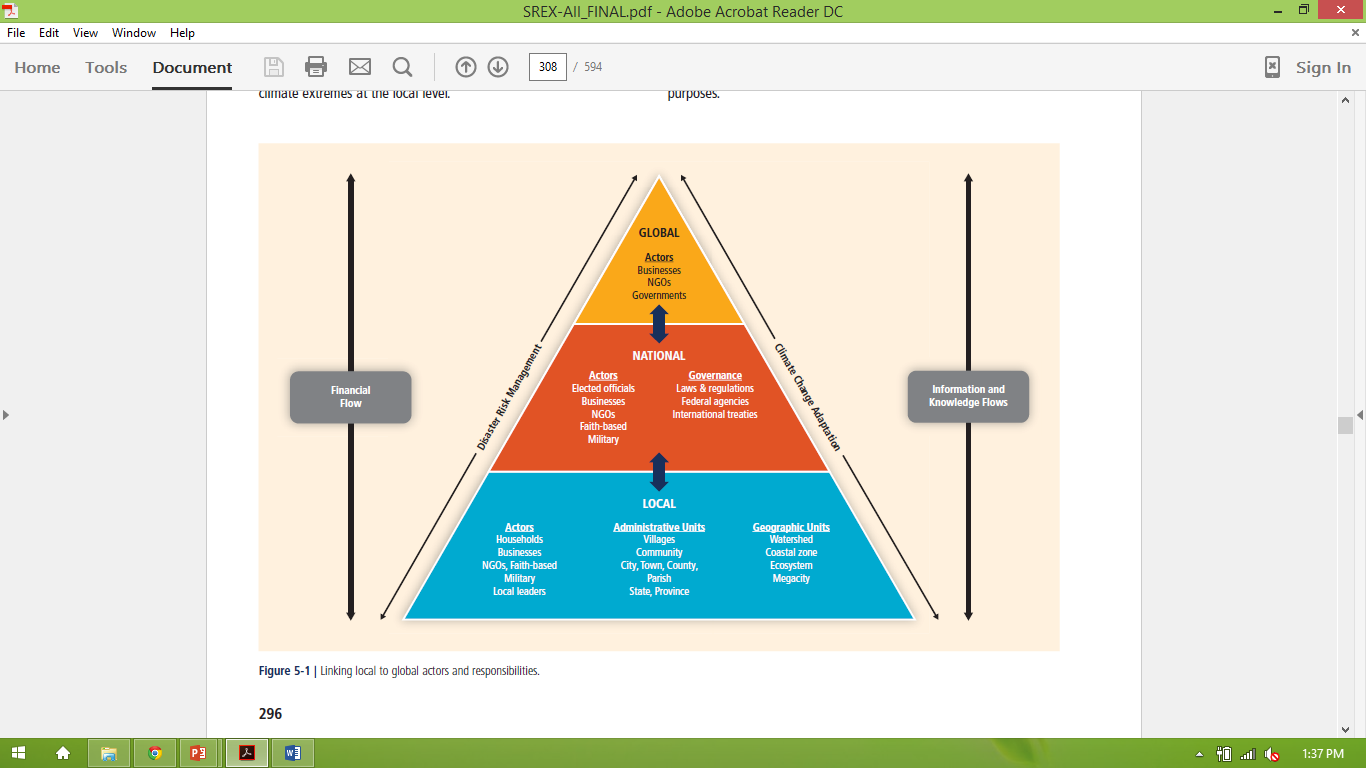 SREX-All_FINAL.pdf - Adobe Acrobat Reader DC
File Edit View Window Help
Home Tools Document 308 / 594 Sign In
climate extremes at the local level.
purposes.
GLOBAL
Actors
Businesses
NGOs
Governments
Disaster Risk Management
Climate Change Adaptation
Financial
Flow
NATIONAL
Actors
Elected officials
Businesses
NGOs
Faith-based
Military
Governance
Laws & regulations
Federal agencies
International treaties
Information and
Knowledge Flows
LOCAL
Actors
Households
Businesses
NGOs, Faith-based
Military
Local leaders
Administrative Units
Villages
Community
City, Town, County,
Parish
State, Province
Geographic Units
Watershed
Coastal zone
Ecosystem
Megacity
Figure 5-1 | Linking local to global actors and responsibilities.
296
1:37 PM